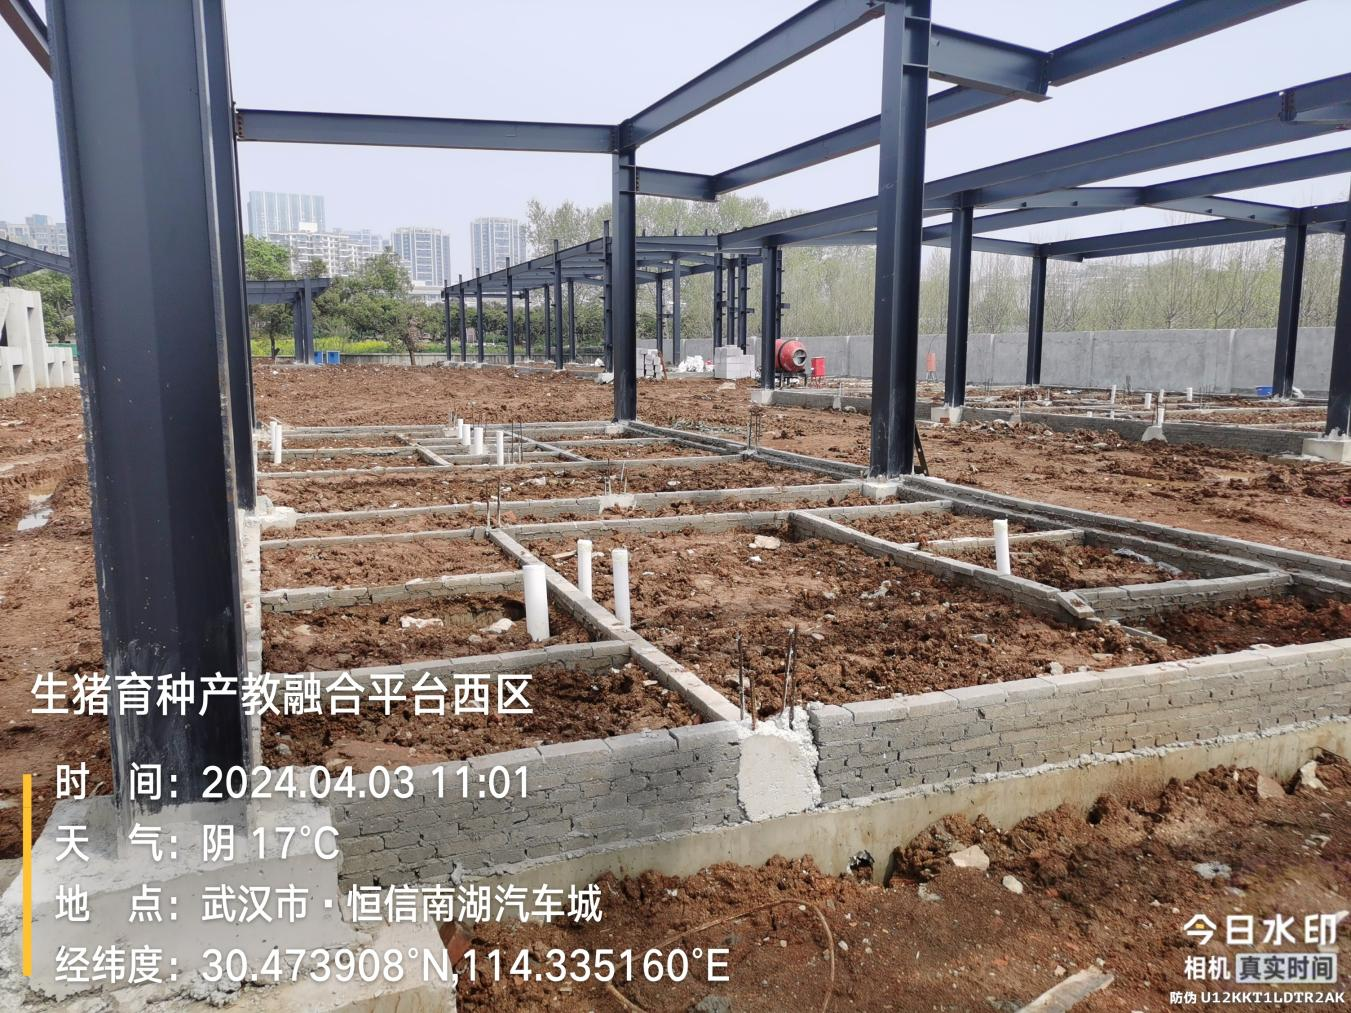 生猪育种产教融合平台西区
时 间：2024.04.03 11:01
天 气：阴 17℃
地 点：武汉市·恒信南湖汽车城
经纬度：30.473908°N,114.335160°E
今日水印
相机 真实时间
防伪 U12KKT1LDTR2AK